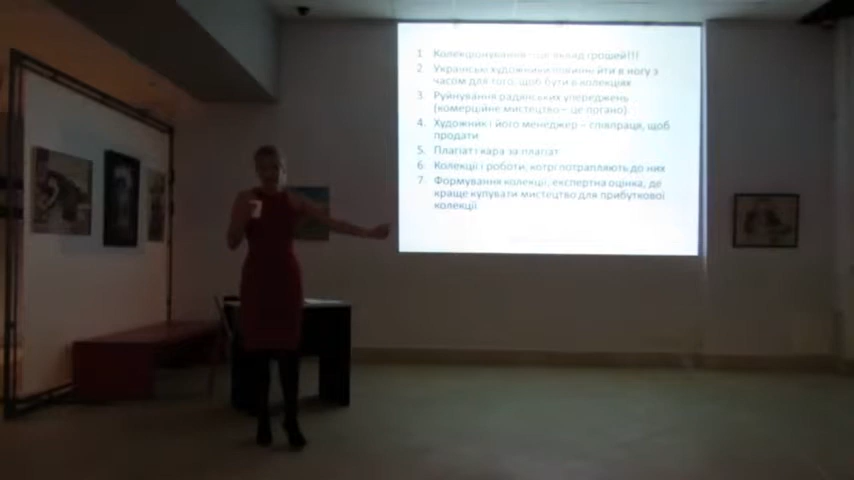 1 Колекціонування – це вклад грошей!!!
2 Українські художники повинні йти в ногу з
часом для того, щоб бути в колекціях
3 Руйнування радянських упереджень
(комерційне мистецтво – це погано)
4. Художник і його менеджер – співпраця, щоб
продати
5. Плагіат і кара за плагіат
6. Колекції і роботи, котрі потрапляють до них
7. Формування колекції, експертна оцінка, де
краще купувати мистецтво для прибуткової
колекції